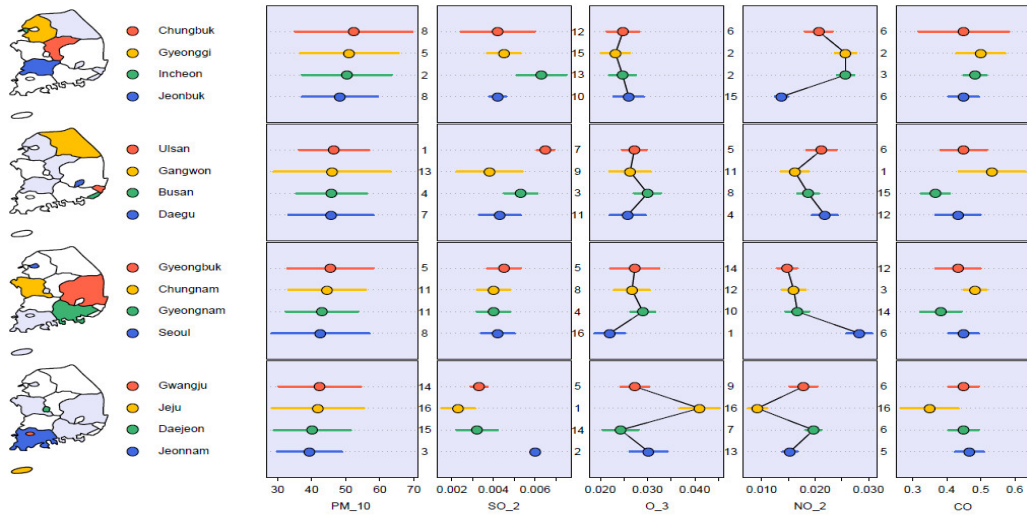 Chungbuk 8 12 6 6
Gyeonggi 5 15 2 2
Incheon 2 13 2 3
Jeonbuk 8 10 15 6
Ulsan 1 7 5 6
Gangwon 13 9 11 1
Busan 4 3 8 15
Daegu 7 11 4 12
Gyeongbuk 5 5 14 12
Chungnam 11 8 12 3
Gyeongnam 11 4 10 14
Seoul 8 16 1 6
Gwangju 14 5 9 6
Jeju 16 1 16 16
Daejeon 15 14 7 6
Jeonnam 3 2 13 5
30 40 50 60 70 0.002 0.004 0.006 0.020 0.030 0.040 0.010 0.020 0.030 0.3 0.4 0.5 0.6
PM_10 SO_2 O_3 NO_2 CO